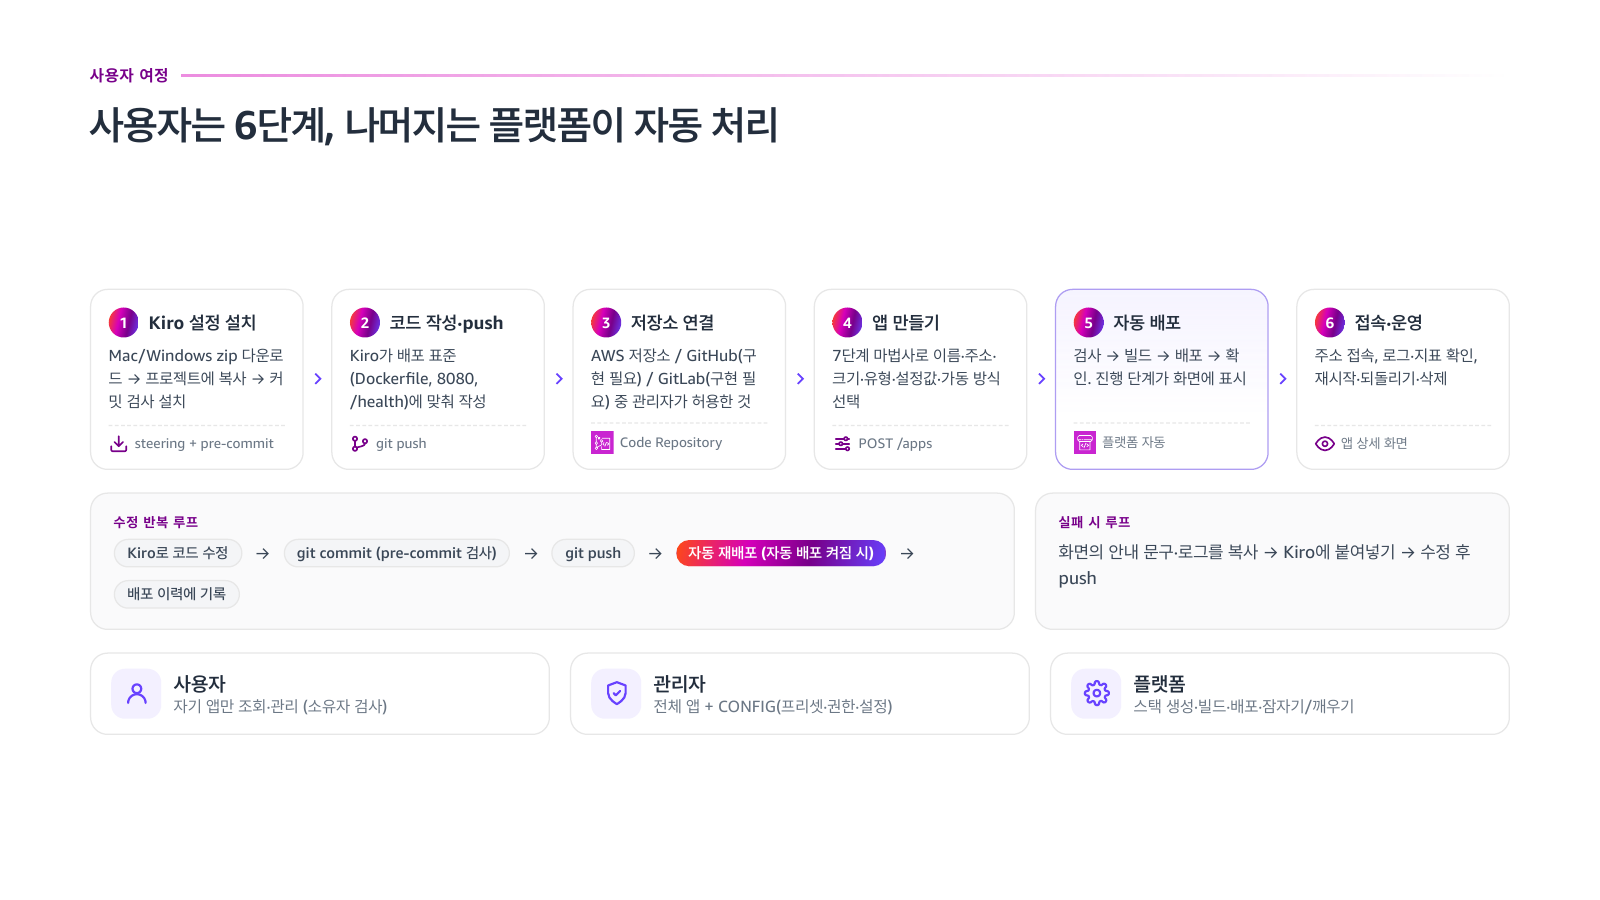 사용자 여정
사용자는 6단계, 나머지는 플랫폼이 자동 처리
1 Kiro 설정 설치
Mac/Windows zip 다운로
드 → 프로젝트에 복사 → 커
밋 검사 설치
steering + pre-commit
2 코드 작성·push
Kiro가 배포 표준
(Dockerfile, 8080,
/health)에 맞춰 작성
git push
3 저장소 연결
AWS 저장소 / GitHub(구
현 필요) / GitLab(구현 필
요) 중 관리자가 허용한 것
Code Repository
4 앱 만들기
7단계 마법사로 이름·주소·
크기·유형·설정값·가동 방식
선택
POST /apps
5 자동 배포
검사 → 빌드 → 배포 → 확
인. 진행 단계가 화면에 표시
플랫폼 자동
6 접속·운영
주소 접속, 로그·지표 확인,
재시작·되돌리기·삭제
앱 상세 화면
수정 반복 루프
Kiro로 코드 수정 → git commit (pre-commit 검사) → git push → 자동 재배포 (자동 배포 켜짐 시) →
배포 이력에 기록
실패 시 루프
화면의 안내 문구·로그를 복사 → Kiro에 붙여넣기 → 수정 후
push
사용자
자기 앱만 조회·관리 (소유자 검사)
관리자
전체 앱 + CONFIG(프리셋·권한·설정)
플랫폼
스택 생성·빌드·배포·잠자기/깨우기